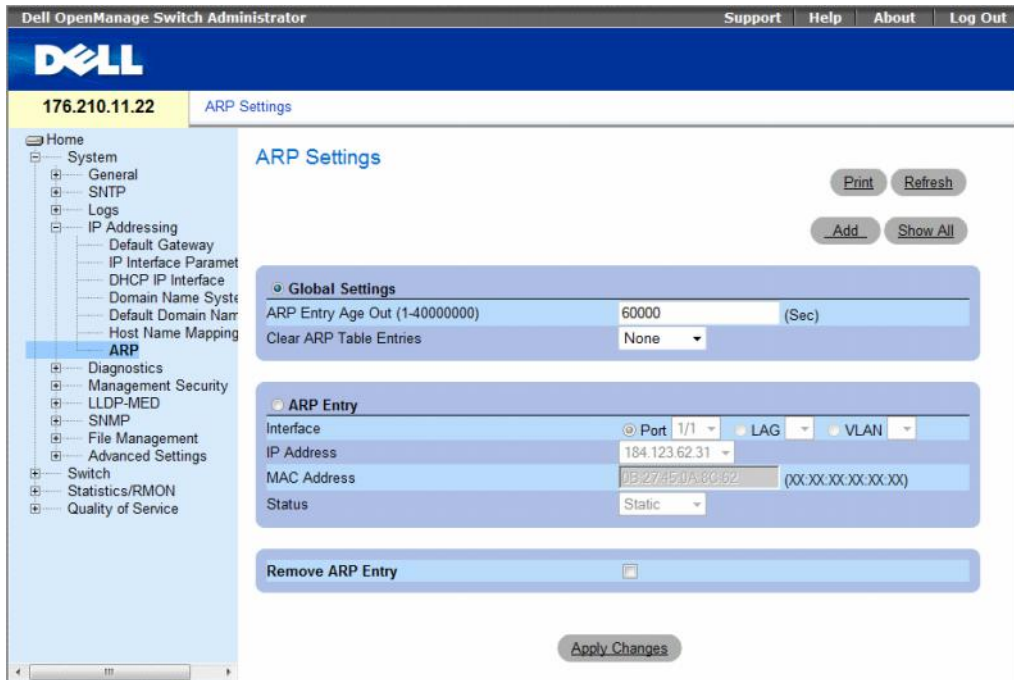 Dell OpenManage Switch Administrator Support Help About Log Out
DELL
176.210.11.22 ARP Settings
Home
System
General
SNTP
Logs
IP Addressing
Default Gateway
IP Interface Paramet
DHCP IP Interface
Domain Name Syste
Default Domain Nam
Host Name Mapping
ARP
Diagnostics
Management Security
LLDP-MED
SNMP
File Management
Advanced Settings
Switch
Statistics/RMON
Quality of Service
ARP Settings
Print Refresh
Add Show All
Global Settings
ARP Entry Age Out (1-40000000) 60000 (Sec)
Clear ARP Table Entries None
ARP Entry
Interface Port 1/1 LAG VLAN
IP Address 184.123.62.31
MAC Address (XX:XX:XX:XX:XX:XX)
Status Static
Remove ARP Entry
Apply Changes